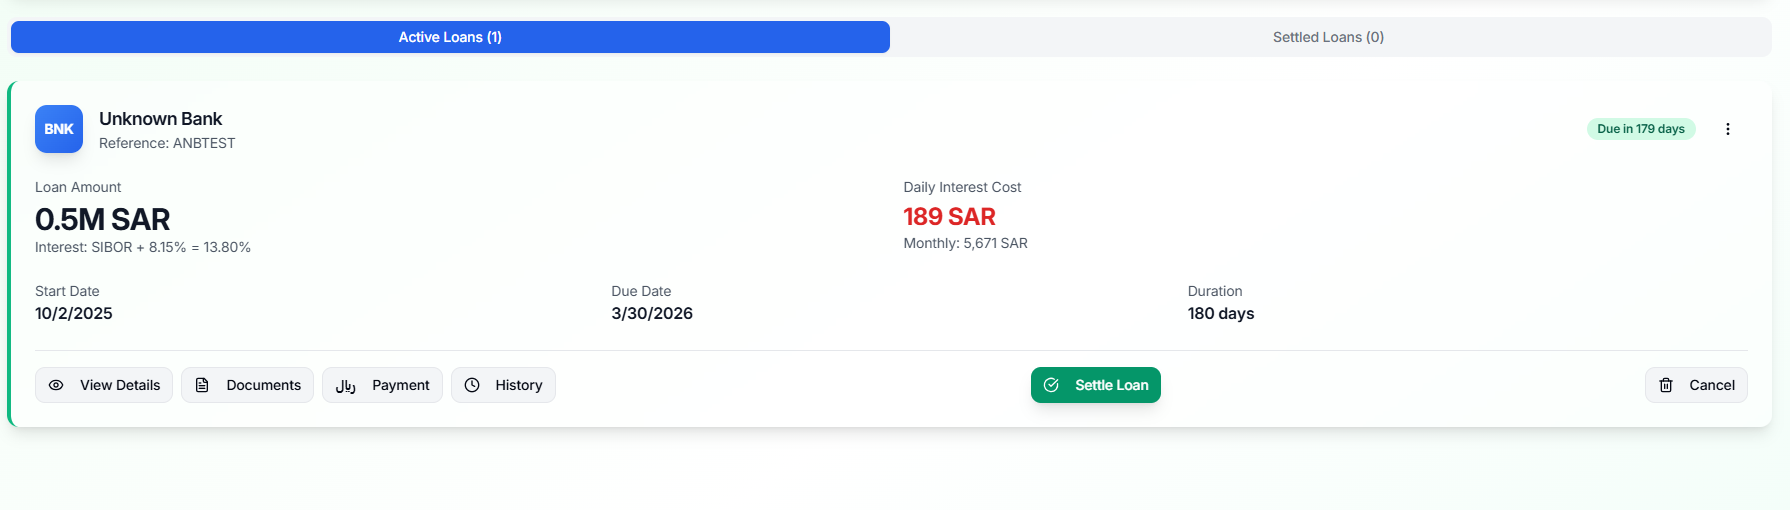 Active Loans (1)
Settled Loans (0)
BNK
Unknown Bank
Reference: ANBTEST
Due in 179 days
Loan Amount
0.5M SAR
Interest: SIBOR + 8.15% = 13.80%
Daily Interest Cost
189 SAR
Monthly: 5,671 SAR
Start Date
10/2/2025
Due Date
3/30/2026
Duration
180 days
View Details
Documents
ریال
Payment
History
Settle Loan
Cancel